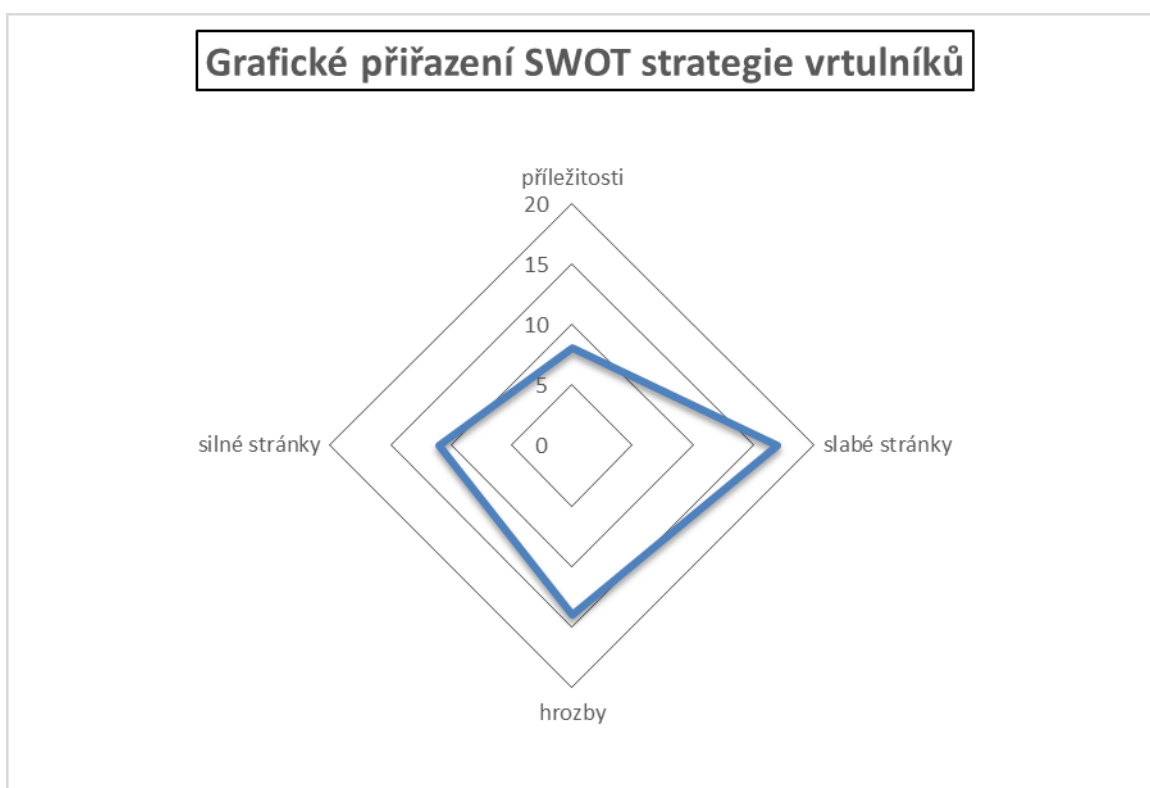 Grafické přiřazení SWOT strategie vrtulníků
příležitosti
20
15
10
5
silné stránky
0
slabé stránky
hrozby